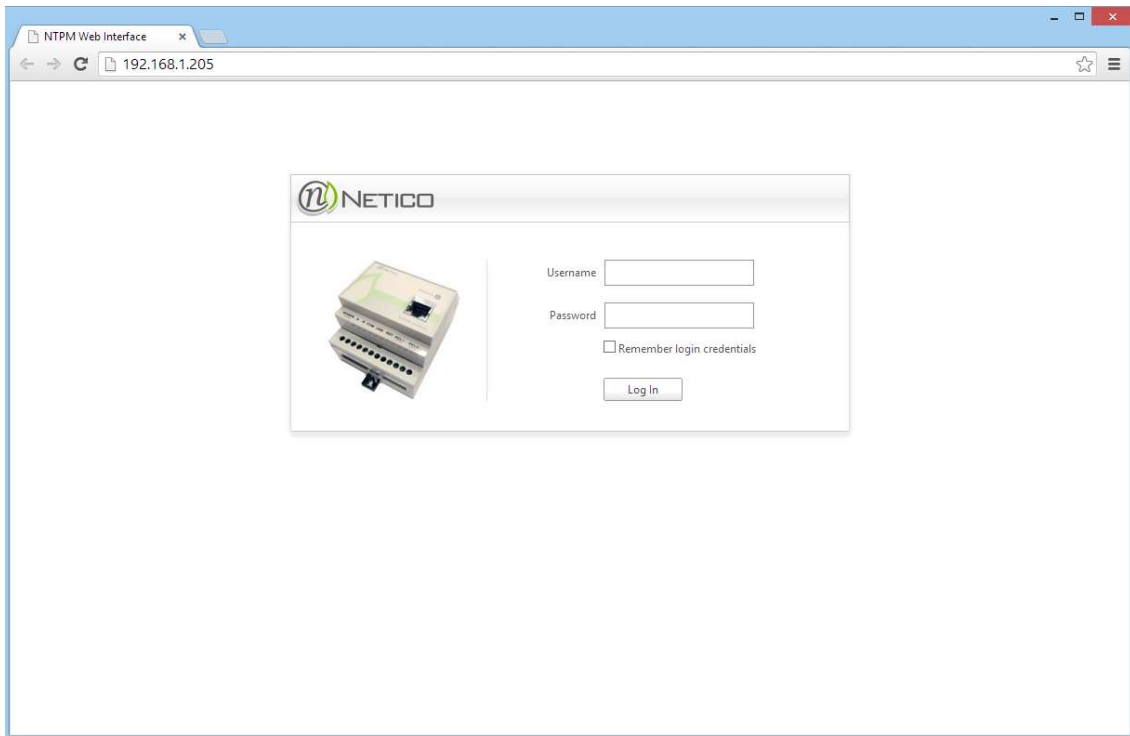 NTPM Web Interface
192.168.1.205
NETICO
Username
Password
Remember login credentials
Log In